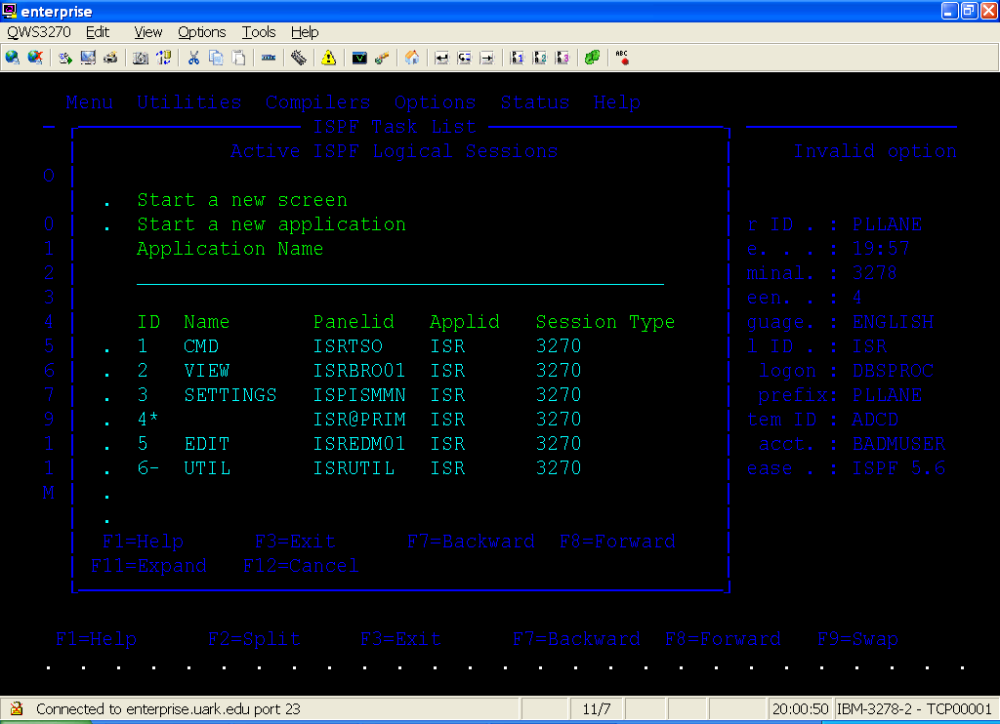 enterprise
QWS3270 Edit View Options Tools Help
Menu Utilities Compilers Options Status Help
ISPF Task List
Active ISPF Logical Sessions Invalid option
O
. Start a new screen
0 . Start a new application r ID . : PLLANE
1 Application Name e. . . : 19:57
2 minal. : 3278
3 een. . : 4
4 ID Name Panelid Applid Session Type guage. : ENGLISH
5 . 1 CMD ISRTSO ISR 3270 l ID . : ISR
6 . 2 VIEW ISRBRO01 ISR 3270 logon : DBSPROC
7 . 3 SETTINGS ISPISMMN ISR 3270 prefix: PLLANE
9 . 4* ISR@PRIM ISR 3270 tem ID : ADCD
1 . 5 EDIT ISREDM01 ISR 3270 acct. : BADMUSER
1 . 6- UTIL ISRUTIL ISR 3270 ease . : ISPF 5.6
M .
.
F1=Help F3=Exit F7=Backward F8=Forward
F11=Expand F12=Cancel
F1=Help F2=Split F3=Exit F7=Backward F8=Forward F9=Swap
. . . . . . . . . . . . . . . . . . . . . . . . . . . . . . . . . . . . . . . .
Connected to enterprise.uark.edu port 23 11/7 20:00:50 IBM-3278-2 - TCP00001